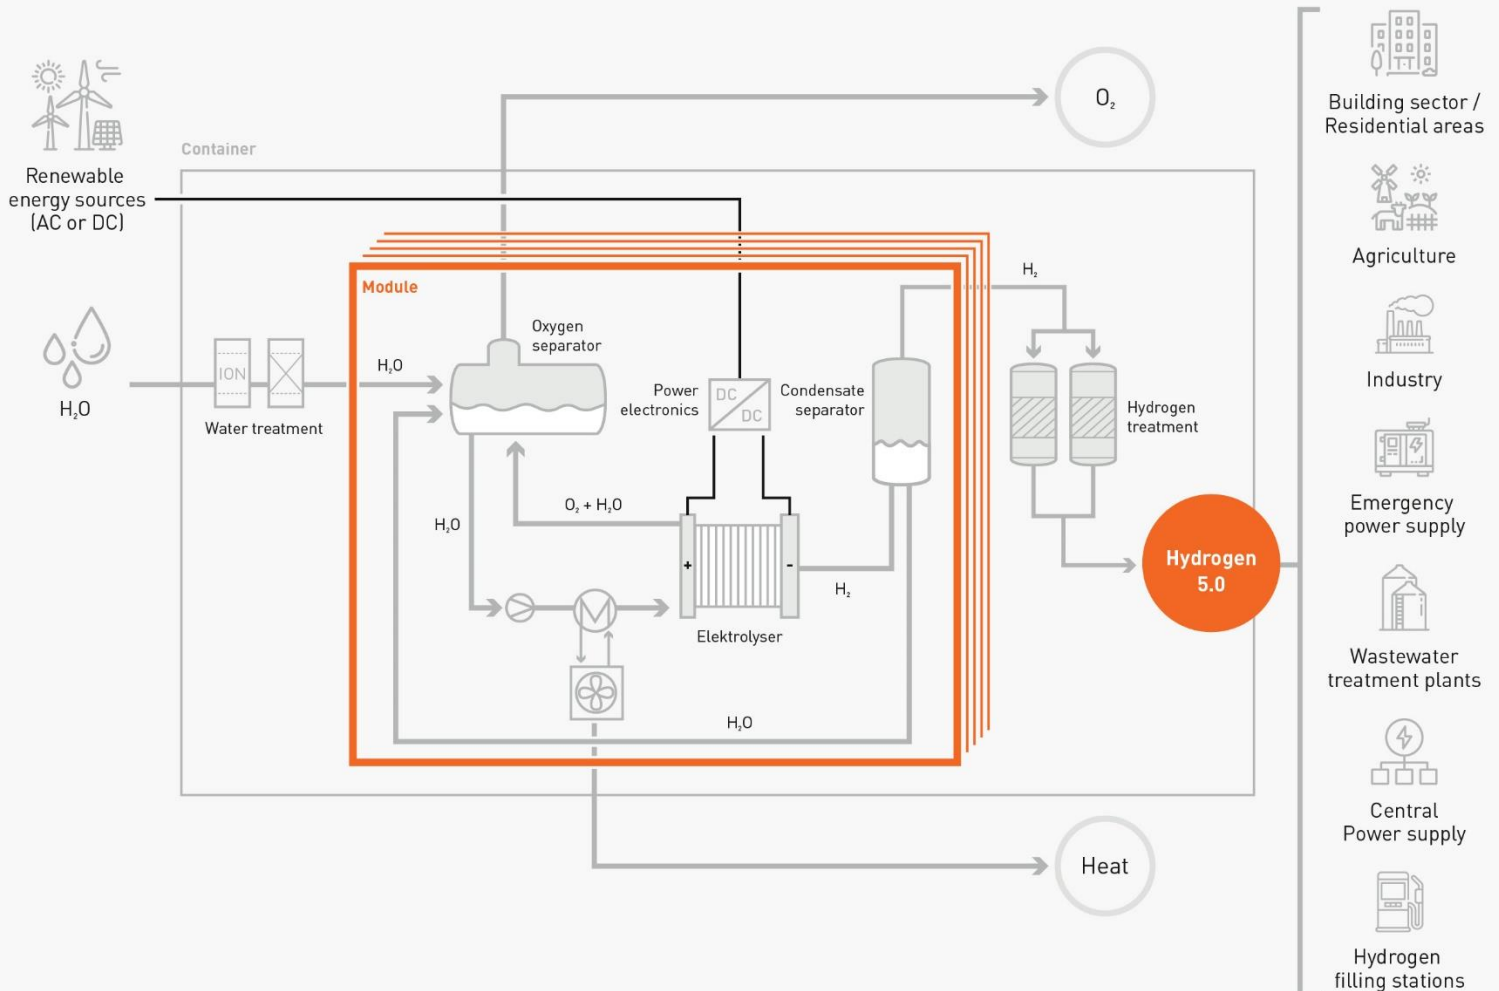 O₂
Container
Renewable
energy sources
(AC or DC)
Module
H₂
H₂O
ION
Water treatment
H₂O
Oxygen
separator
Power
electronics
DC
DC
Condensate
separator
Hydrogen
treatment
H₂O
O₂ + H₂O
+
-
H₂
Elektrolyser
H₂O
Hydrogen
5.0
Heat
Building sector /
Residential areas
Agriculture
Industry
Emergency
power supply
Wastewater
treatment plants
Central
Power supply
Hydrogen
filling stations